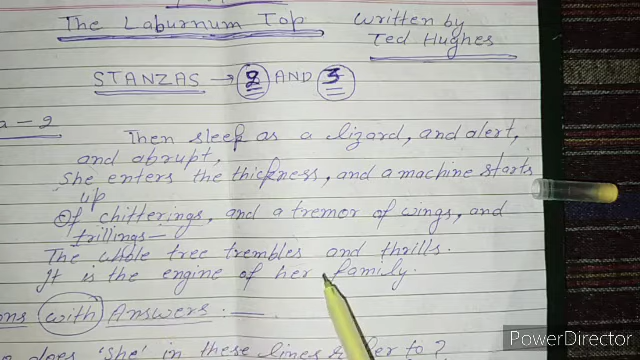 The Laburnum Top written by
Ted Hughes
STANZAS → 2 AND 3
- 2
Then sleek as a lizard, and alert,
and abrupt,
She enters the thickness, and a machine starts
up
Of chitterings, and a tremor of wings, and
trillings —
The whole tree trembles and thrills.
It is the engine of her family.
with Answers : —
does 'she' in these lines refer to ?
PowerDirector